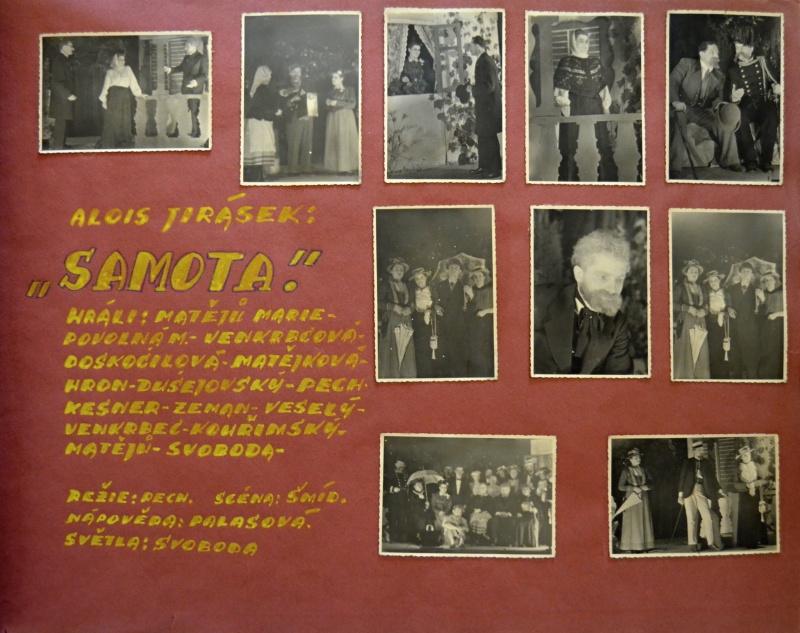 ALOIS JIRÁSEK:
„SAMOTA."
HRÁLI: MATĚJŮ MARIE-
POVOLNÁ M.- VENKRBCOVÁ-
DOSKOČILOVÁ- MATĚJKOVÁ-
HRON- DUŠEJOVSKÝ- PECH.
KESNER- ZEMAN- VESELÝ-
VENKRBEC- KOUŘIMSKÝ-
MATĚJŮ- SVOBODA-
REŽIE: PECH. SCÉNA: ŠMÍD.
NÁPOVĚDA: PALASOVÁ.
SVĚTLA: SVOBODA